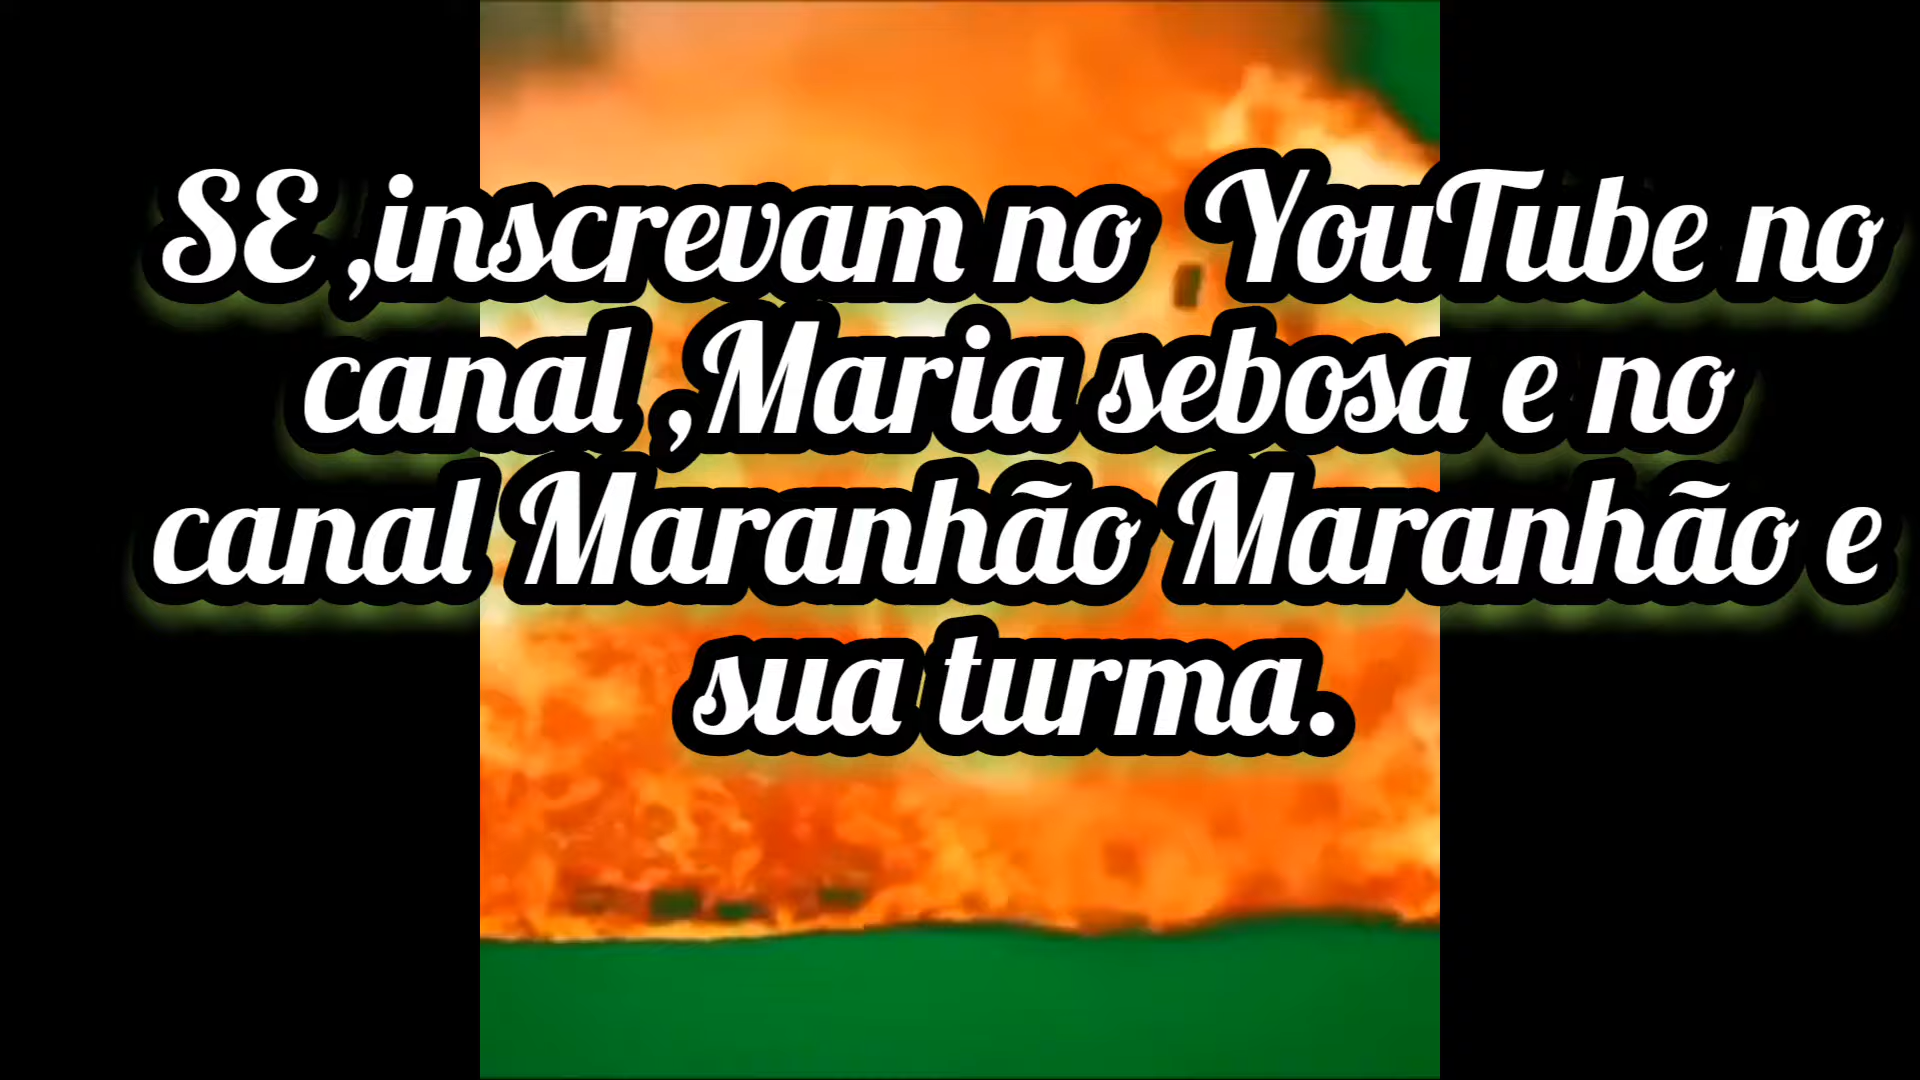 SE ,inscrevam no YouTube no
canal ,Maria sebosa e no
canal Maranhão Maranhão e
sua turma.